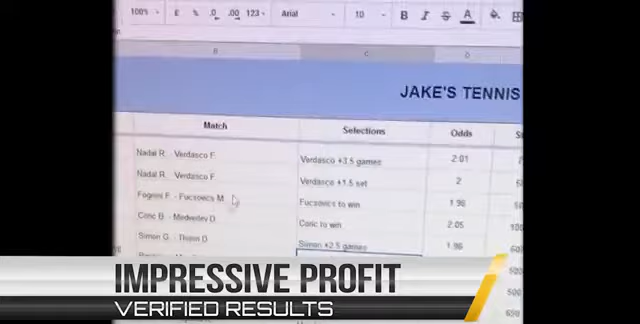 100% £ % .0 .00 123 Arial 10 B I S A
B C D
JAKE'S TENNIS
Match Selections Odds
Nadal R. - Verdasco F. Verdasco +3.5 games 2.01
Nadal R. - Verdasco F. Verdasco +1.5 set 2
Fognini F. - Fucsovics M. Fucsovics to win 1.96
Coric B. - Medvedev D. Coric to win 2.05
Simon G. - Thiem D. Simon +2.5 games 1.96
IMPRESSIVE PROFIT
VERIFIED RESULTS